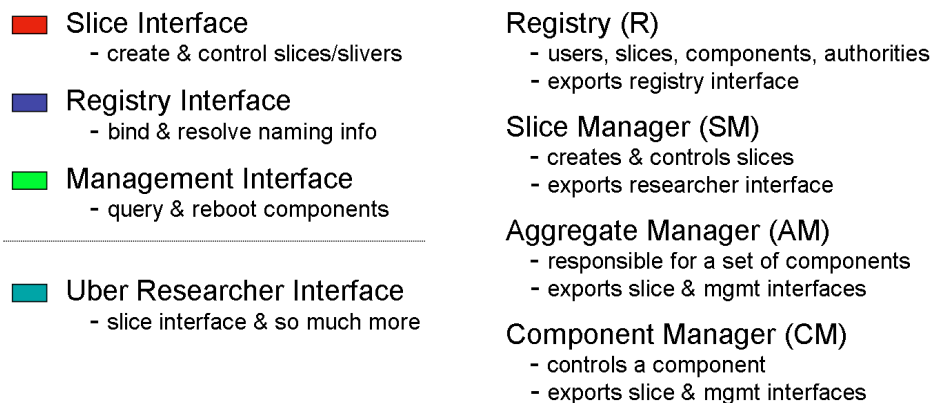 Slice Interface
- create & control slices/slivers
Registry Interface
- bind & resolve naming info
Management Interface
- query & reboot components
Uber Researcher Interface
- slice interface & so much more
Registry (R)
- users, slices, components, authorities
- exports registry interface
Slice Manager (SM)
- creates & controls slices
- exports researcher interface
Aggregate Manager (AM)
- responsible for a set of components
- exports slice & mgmt interfaces
Component Manager (CM)
- controls a component
- exports slice & mgmt interfaces